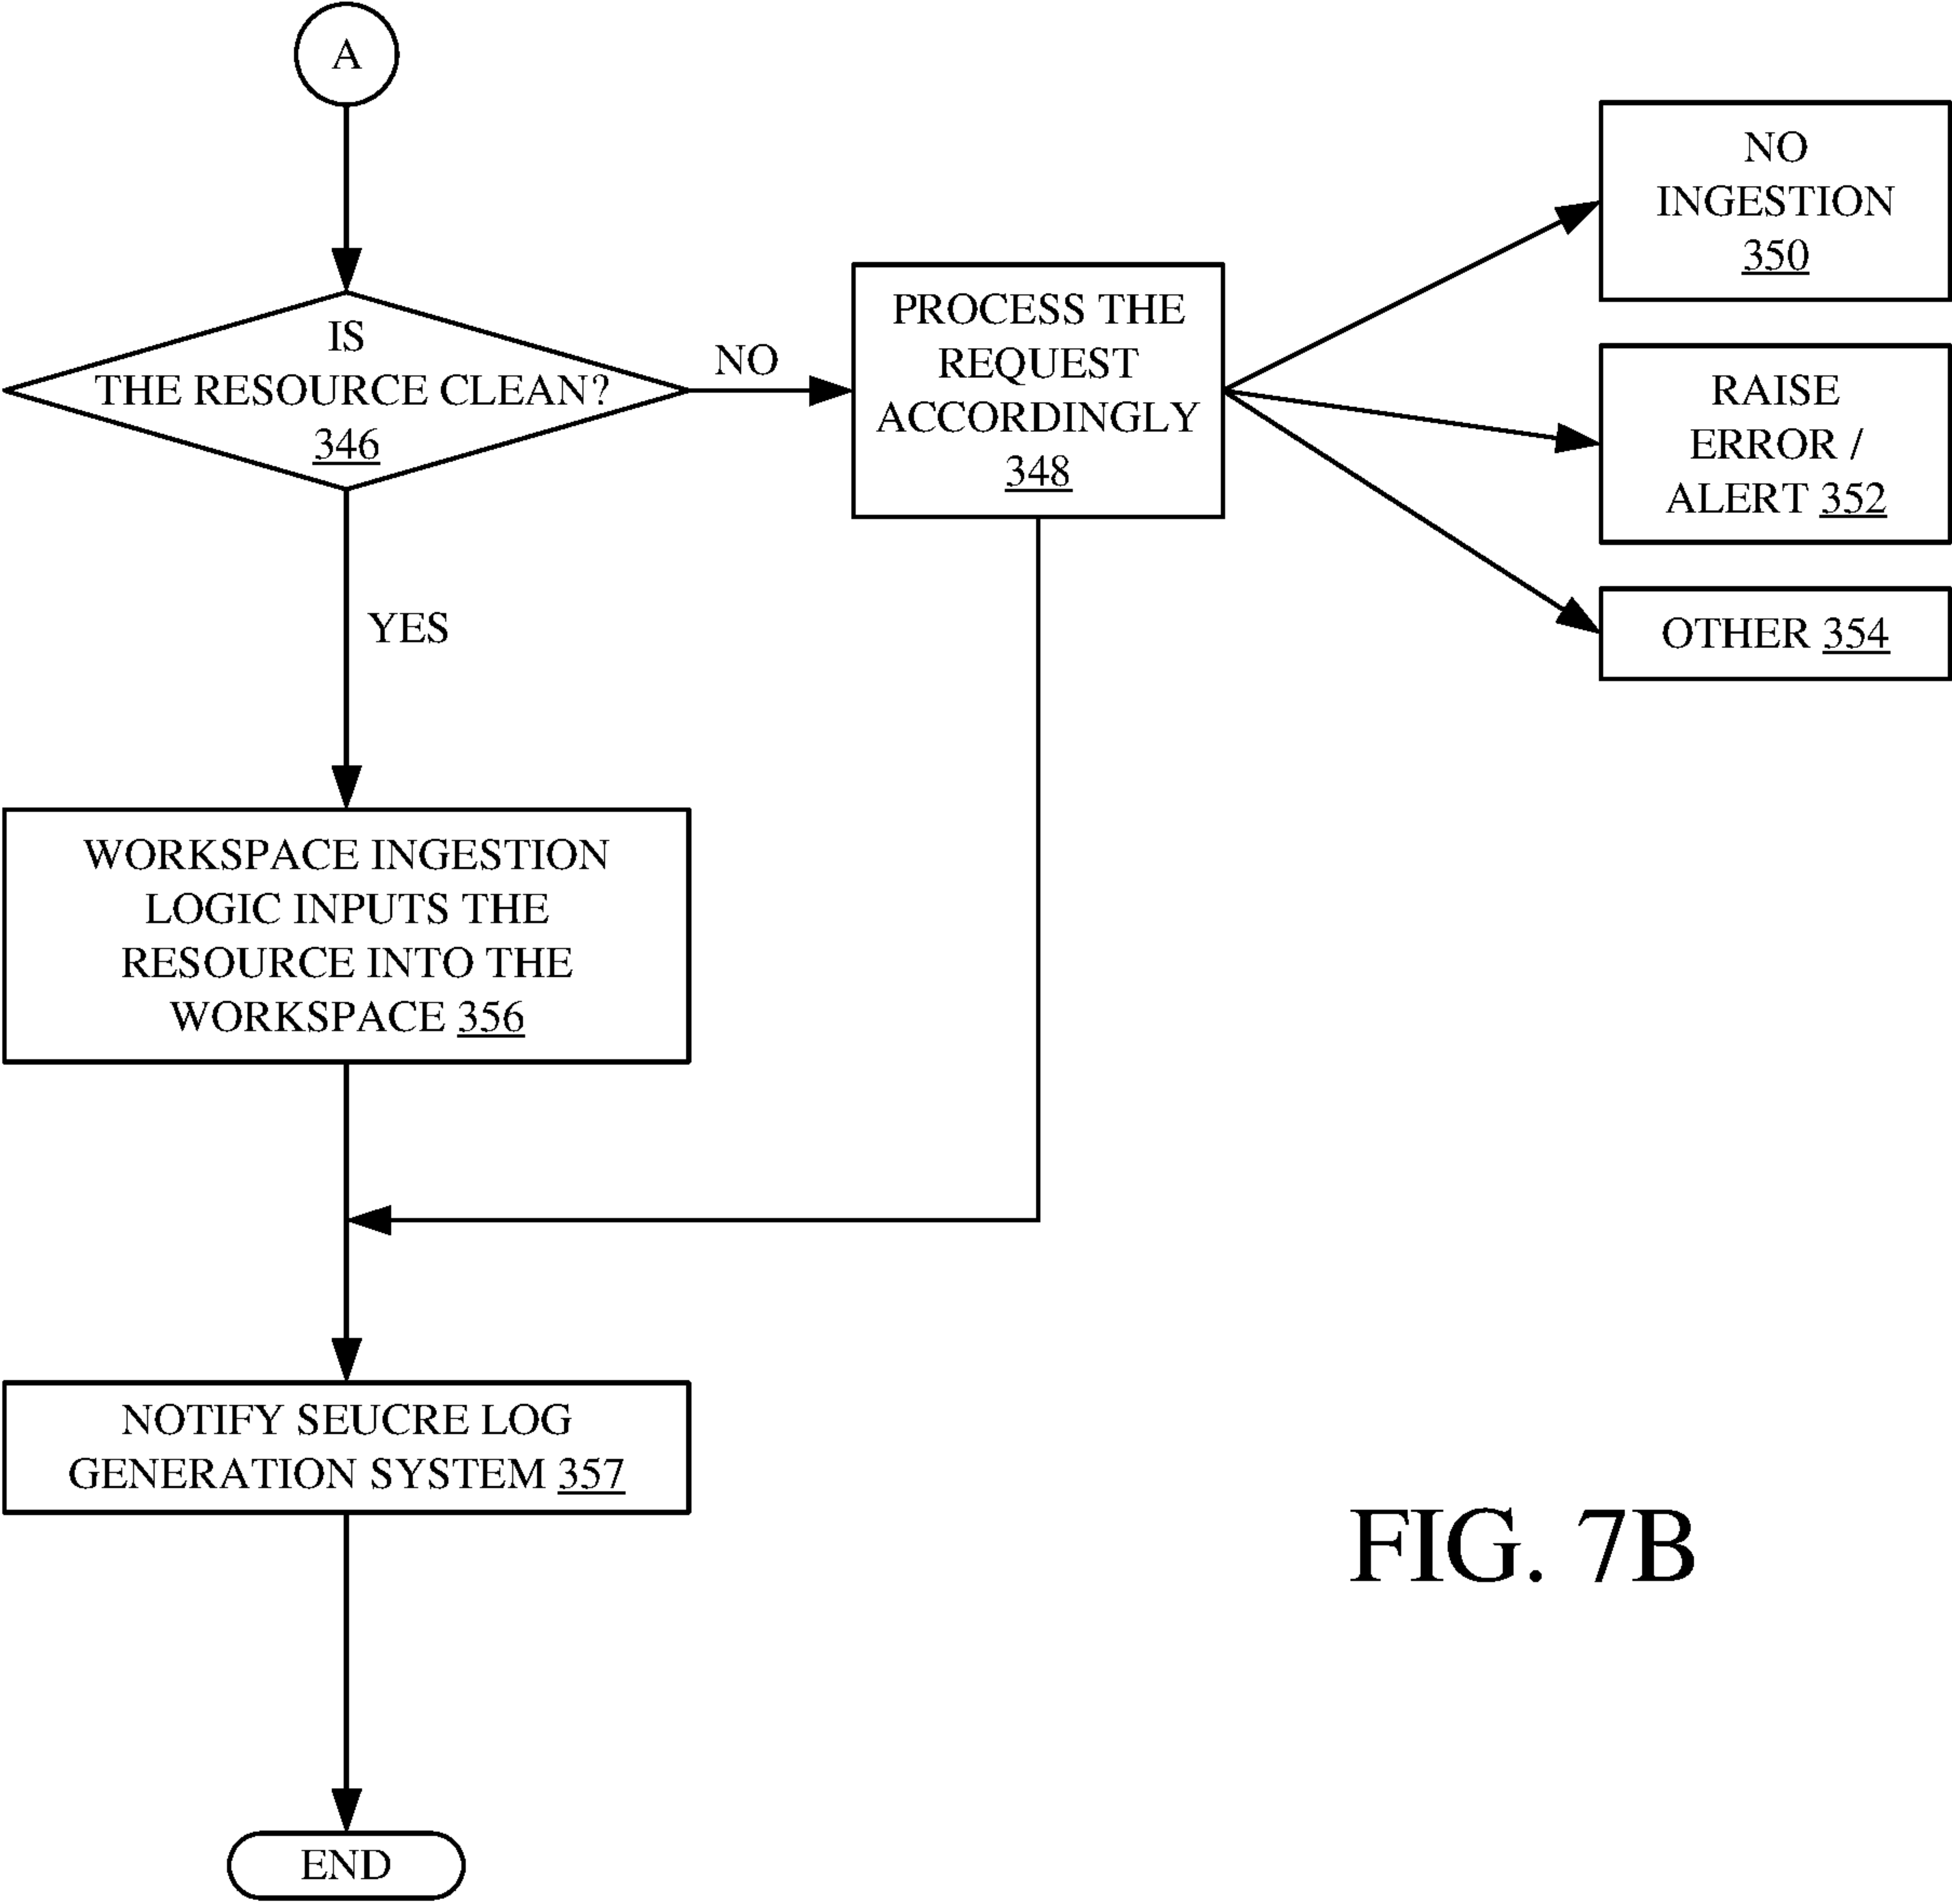 A
IS
THE RESOURCE CLEAN?
346
NO
PROCESS THE
REQUEST
ACCORDINGLY
348
NO
INGESTION
350
RAISE
ERROR /
ALERT 352
OTHER 354
YES
WORKSPACE INGESTION
LOGIC INPUTS THE
RESOURCE INTO THE
WORKSPACE 356
NOTIFY SEUCRE LOG
GENERATION SYSTEM 357
END
FIG. 7B